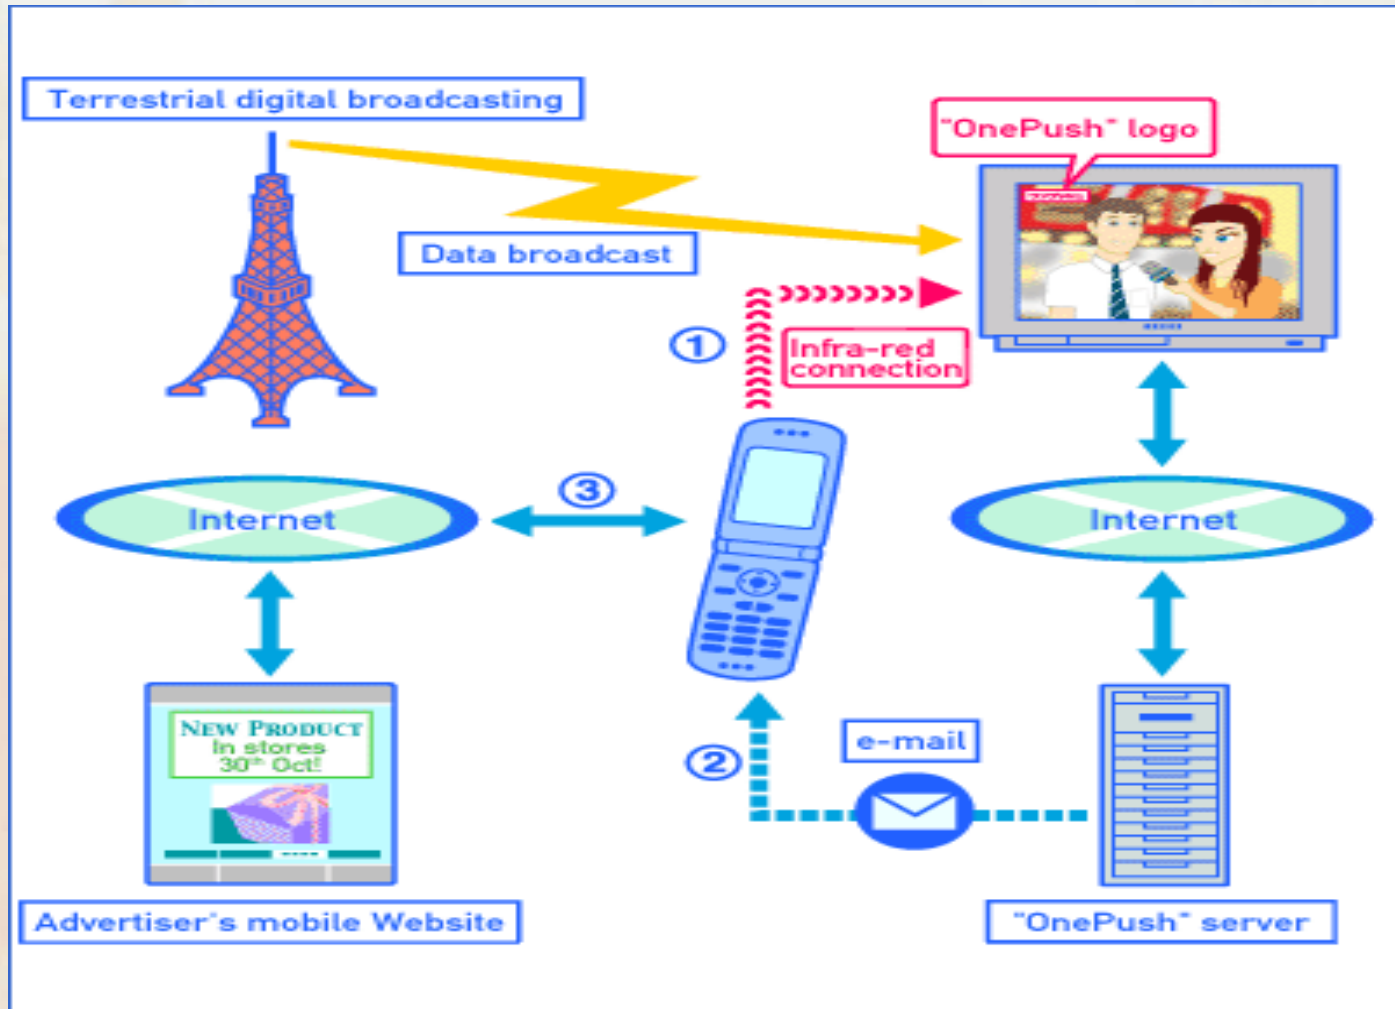 Terrestrial digital broadcasting
"OnePush" logo
Data broadcast
①
Infra-red
connection
③
Internet
Internet
NEW PRODUCT
In stores
30th Oct!
②
e-mail
Advertiser's mobile Website
"OnePush" server